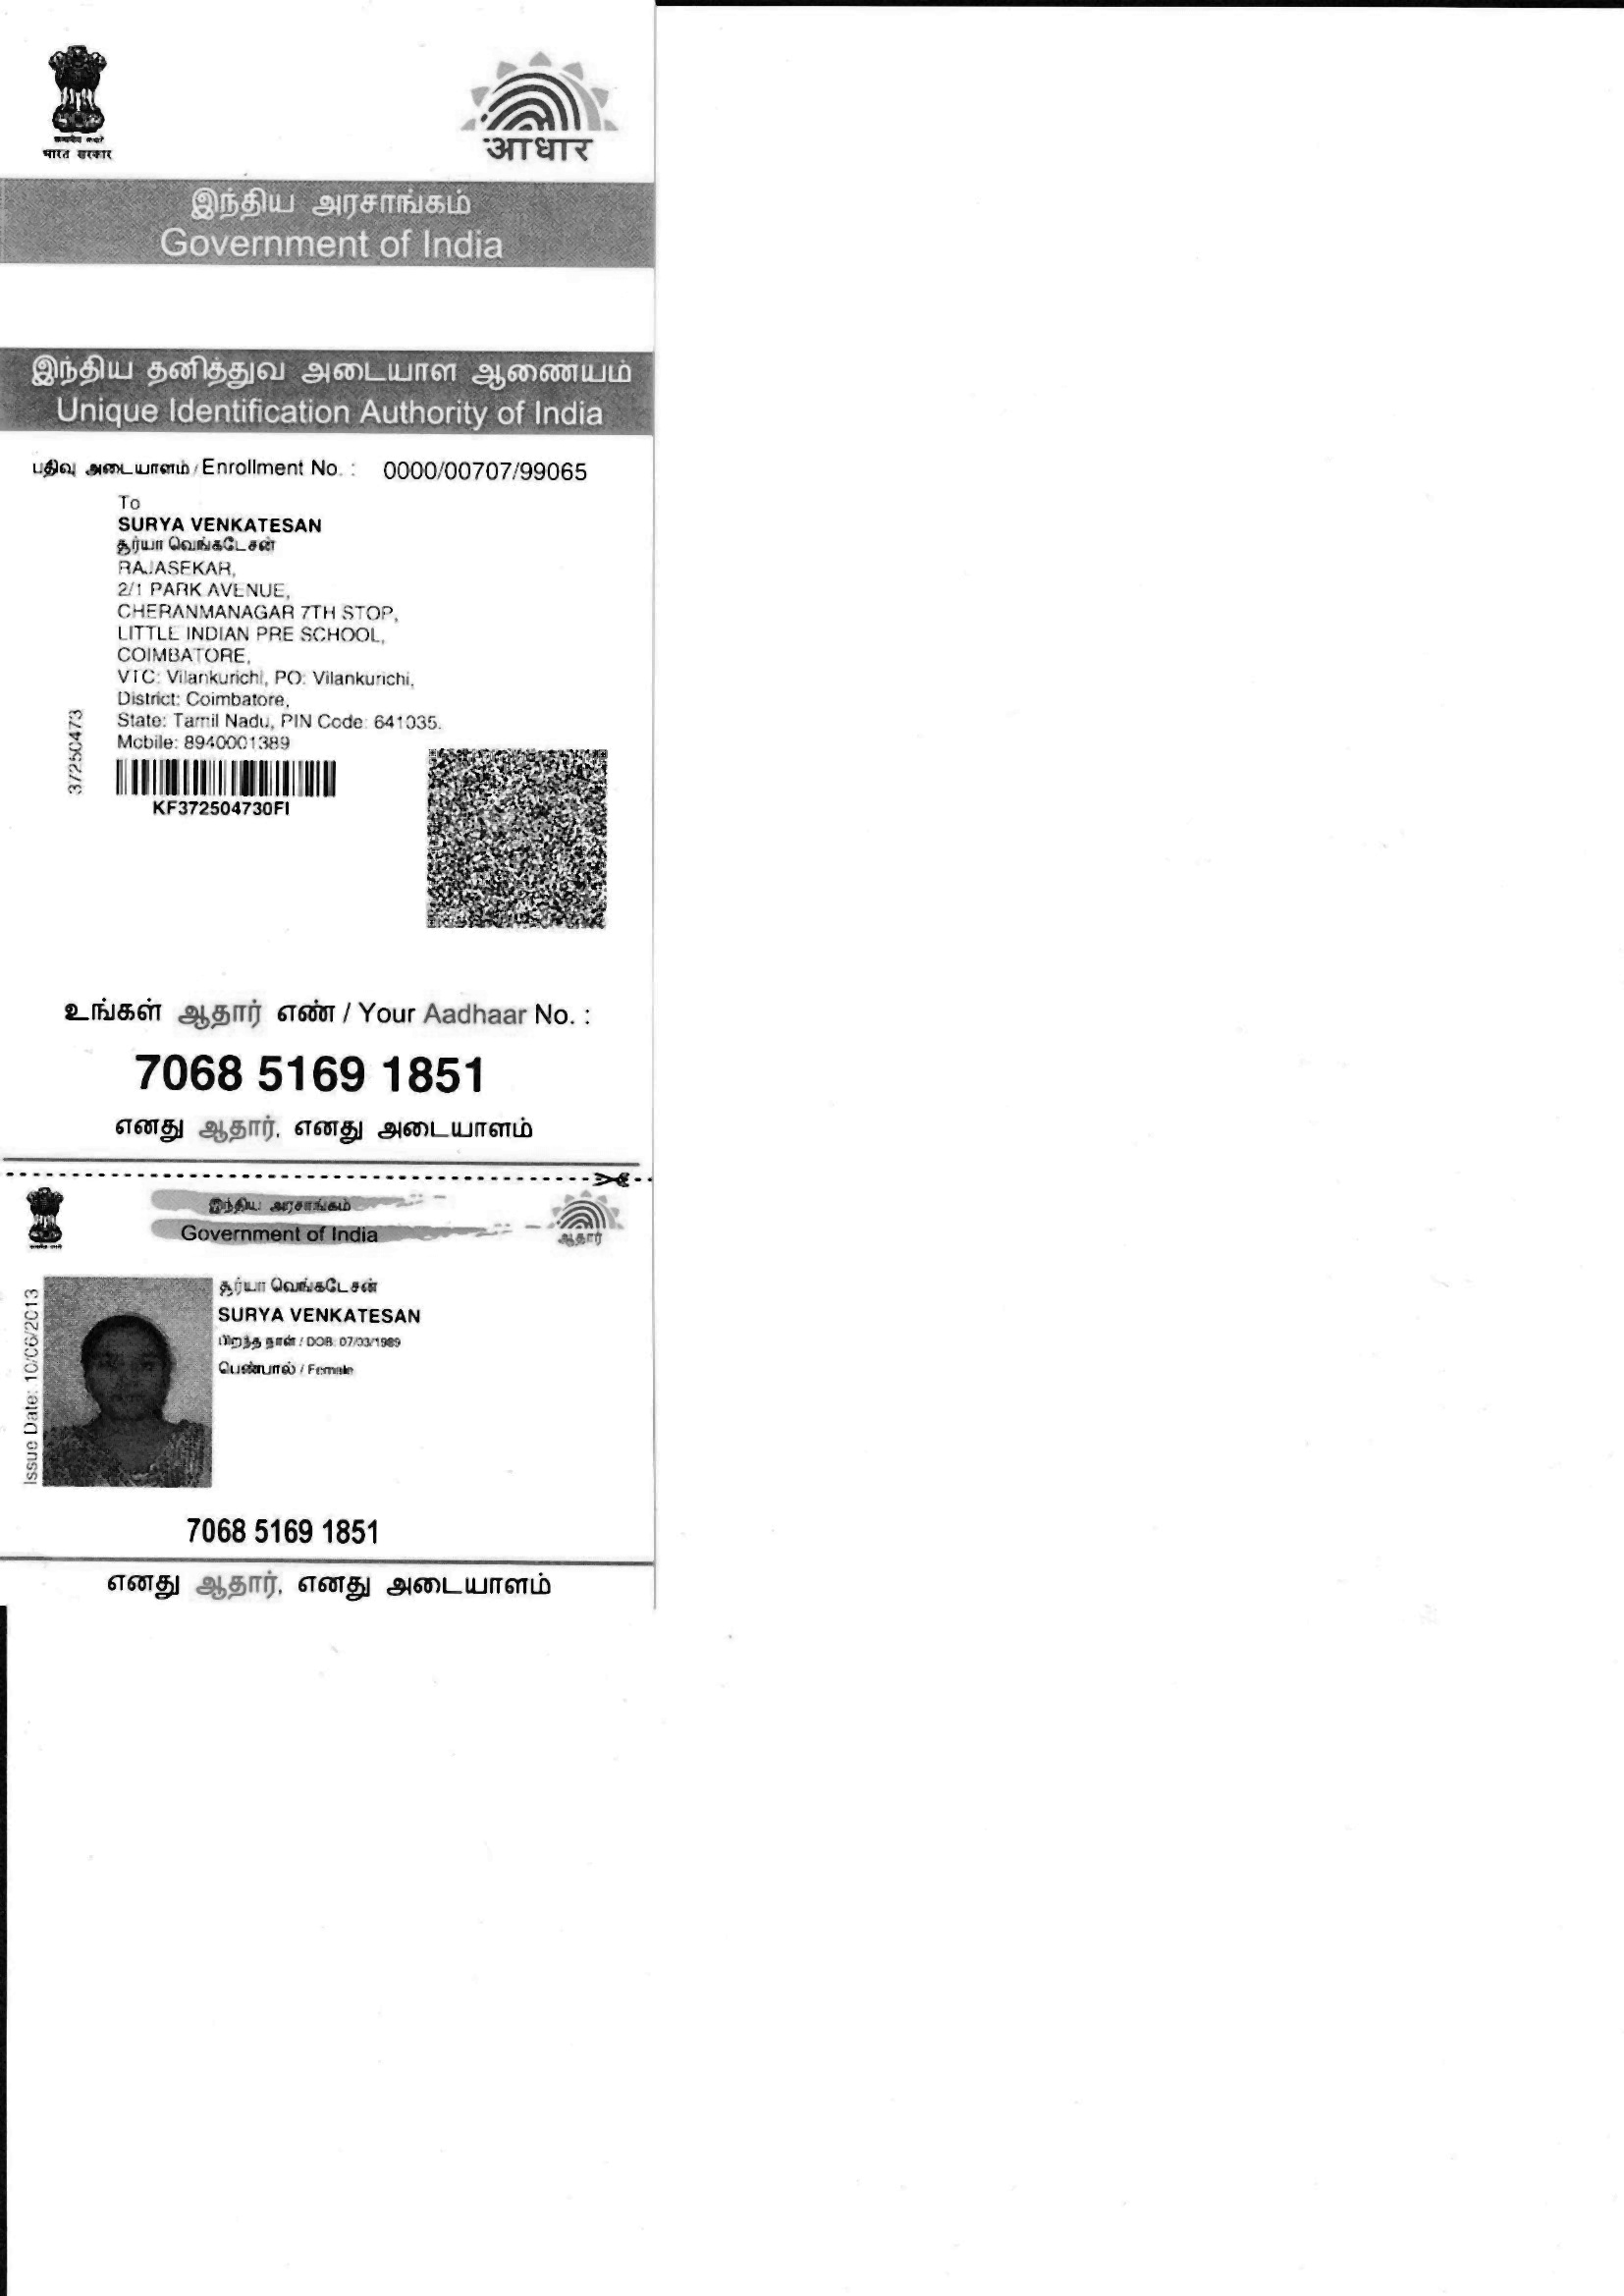 भारत सरकार
आधार
இந்திய அரசாங்கம்
Government of India
இந்திய தனித்துவ அடையாள ஆணையம்
Unique Identification Authority of India
பதிவு அடையாளம் / Enrollment No. : 0000/00707/99065
To
SURYA VENKATESAN
சூர்யா வெங்கடேசன்
RAJASEKAR,
2/1 PARK AVENUE,
CHERANMANAGAR 7TH STOP,
LITTLE INDIAN PRE SCHOOL,
COIMBATORE,
VTC: Vilankurichi, PO: Vilankurichi,
District: Coimbatore,
State: Tamil Nadu, PIN Code: 641035.
Mobile: 8940001389
37250473
KF372504730FI
உங்கள் ஆதார் எண் / Your Aadhaar No. :
7068 5169 1851
எனது ஆதார், எனது அடையாளம்
இந்திய அரசாங்கம்
Government of India
ஆதார்
Issue Date: 10/06/2013
சூர்யா வெங்கடேசன்
SURYA VENKATESAN
பிறந்த நாள் / DOB: 07/03/1989
பெண்பால் / Female
7068 5169 1851
எனது ஆதார், எனது அடையாளம்